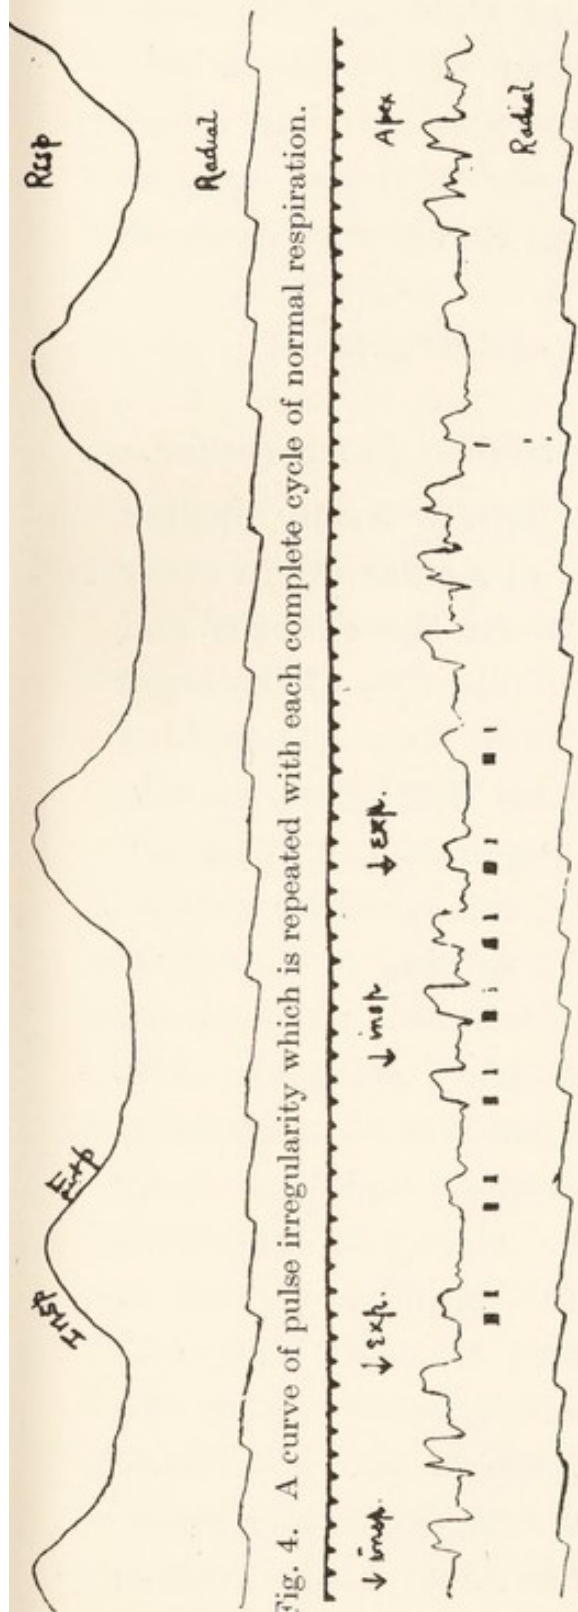 Insp Exp Resp
Radial
Fig. 4. A curve of pulse irregularity which is repeated with each complete cycle of normal respiration.
↓ insp. ↓ Exp. ↓ insp ↓ Exp. Apex
Radial